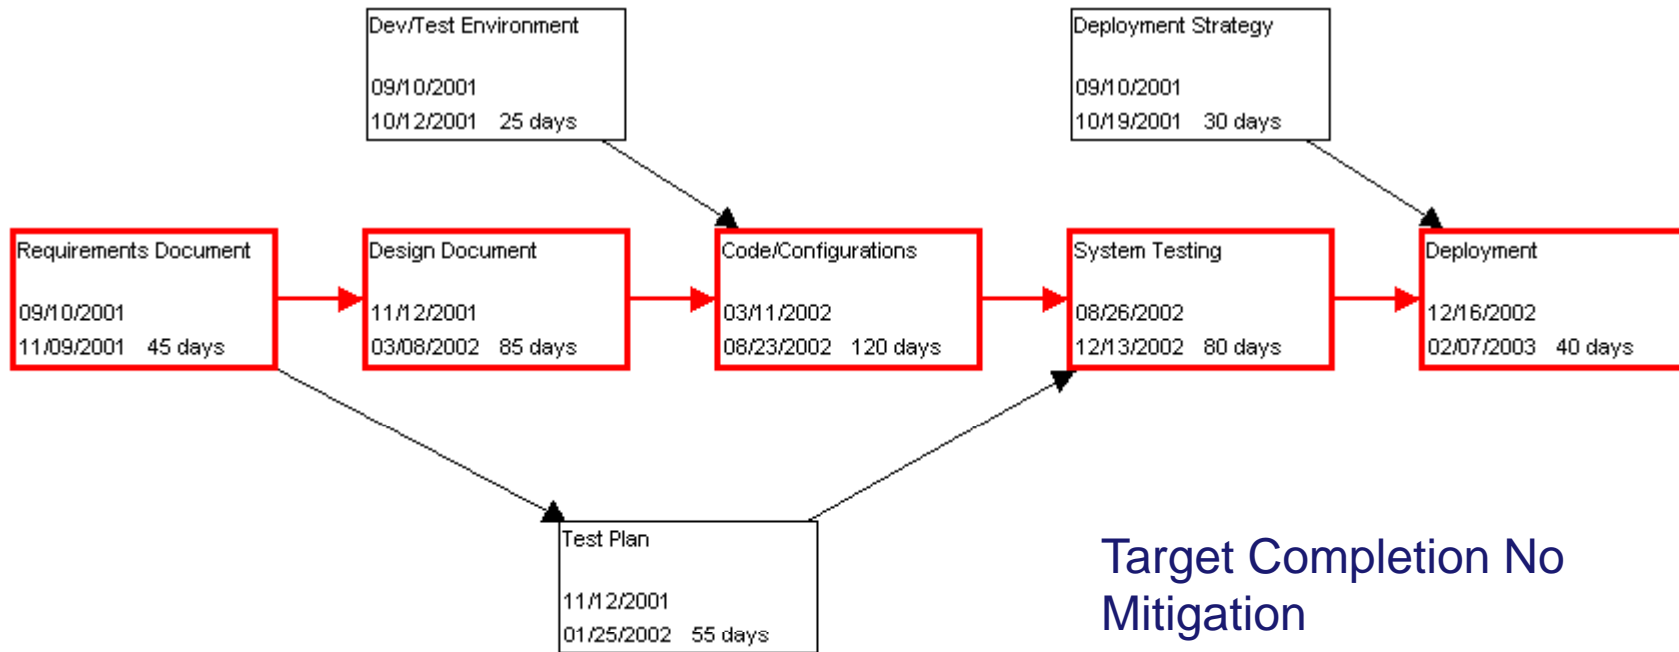 Dev/Test Environment
09/10/2001
10/12/2001 25 days
Deployment Strategy
09/10/2001
10/19/2001 30 days
Requirements Document
09/10/2001
11/09/2001 45 days
Design Document
11/12/2001
03/08/2002 85 days
Code/Configurations
03/11/2002
08/23/2002 120 days
System Testing
08/26/2002
12/13/2002 80 days
Deployment
12/16/2002
02/07/2003 40 days
Test Plan
11/12/2001
01/25/2002 55 days
Target Completion No
Mitigation